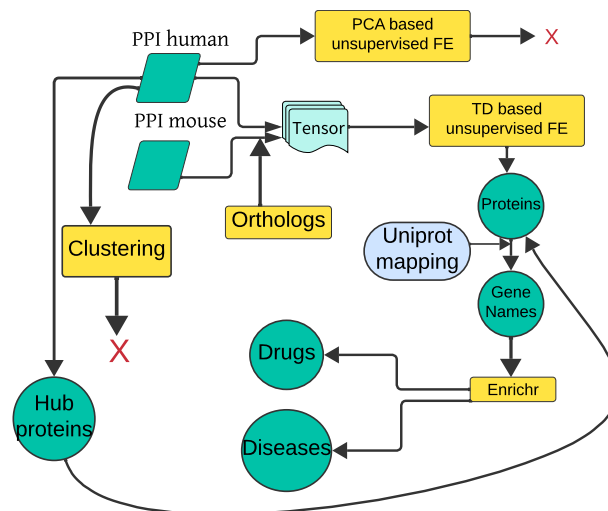 PCA based
unsupervised FE
X
PPI human
TD based
unsupervised FE
Tensor
PPI mouse
Proteins
Orthologs
Uniprot
mapping
Clustering
Gene
Names
X
Drugs
Enrichr
Hub
proteins
Diseases